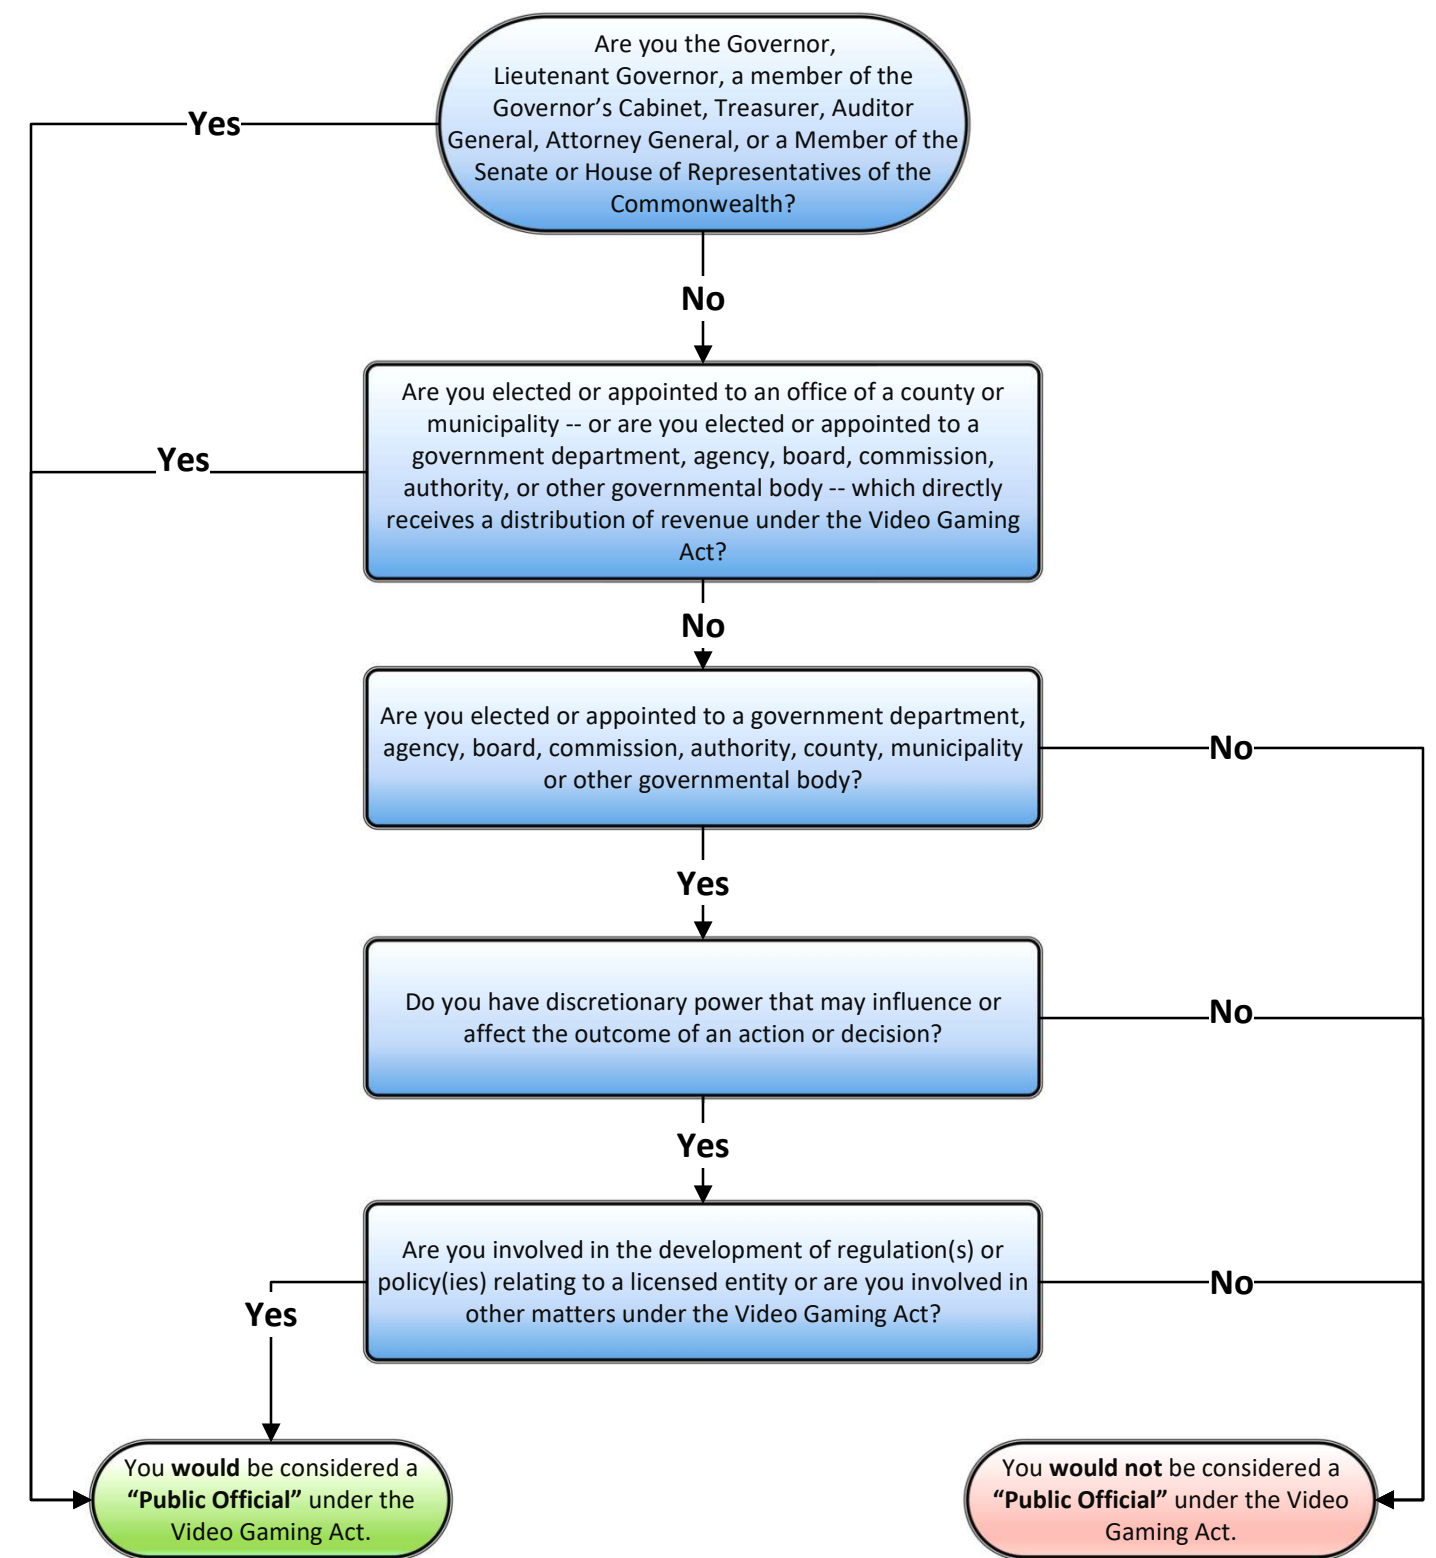 Are you the Governor,
Lieutenant Governor, a member of the
Governor’s Cabinet, Treasurer, Auditor
General, Attorney General, or a Member of the
Senate or House of Representatives of the
Commonwealth?
Yes
No
Are you elected or appointed to an office of a county or
municipality -- or are you elected or appointed to a
government department, agency, board, commission,
authority, or other governmental body -- which directly
receives a distribution of revenue under the Video Gaming
Act?
Yes
No
Are you elected or appointed to a government department,
agency, board, commission, authority, county, municipality
or other governmental body?
No
Yes
Do you have discretionary power that may influence or
affect the outcome of an action or decision?
No
Yes
Are you involved in the development of regulation(s) or
policy(ies) relating to a licensed entity or are you involved in
other matters under the Video Gaming Act?
No
Yes
You would be considered a
“Public Official” under the
Video Gaming Act.
You would not be considered a
“Public Official” under the Video
Gaming Act.